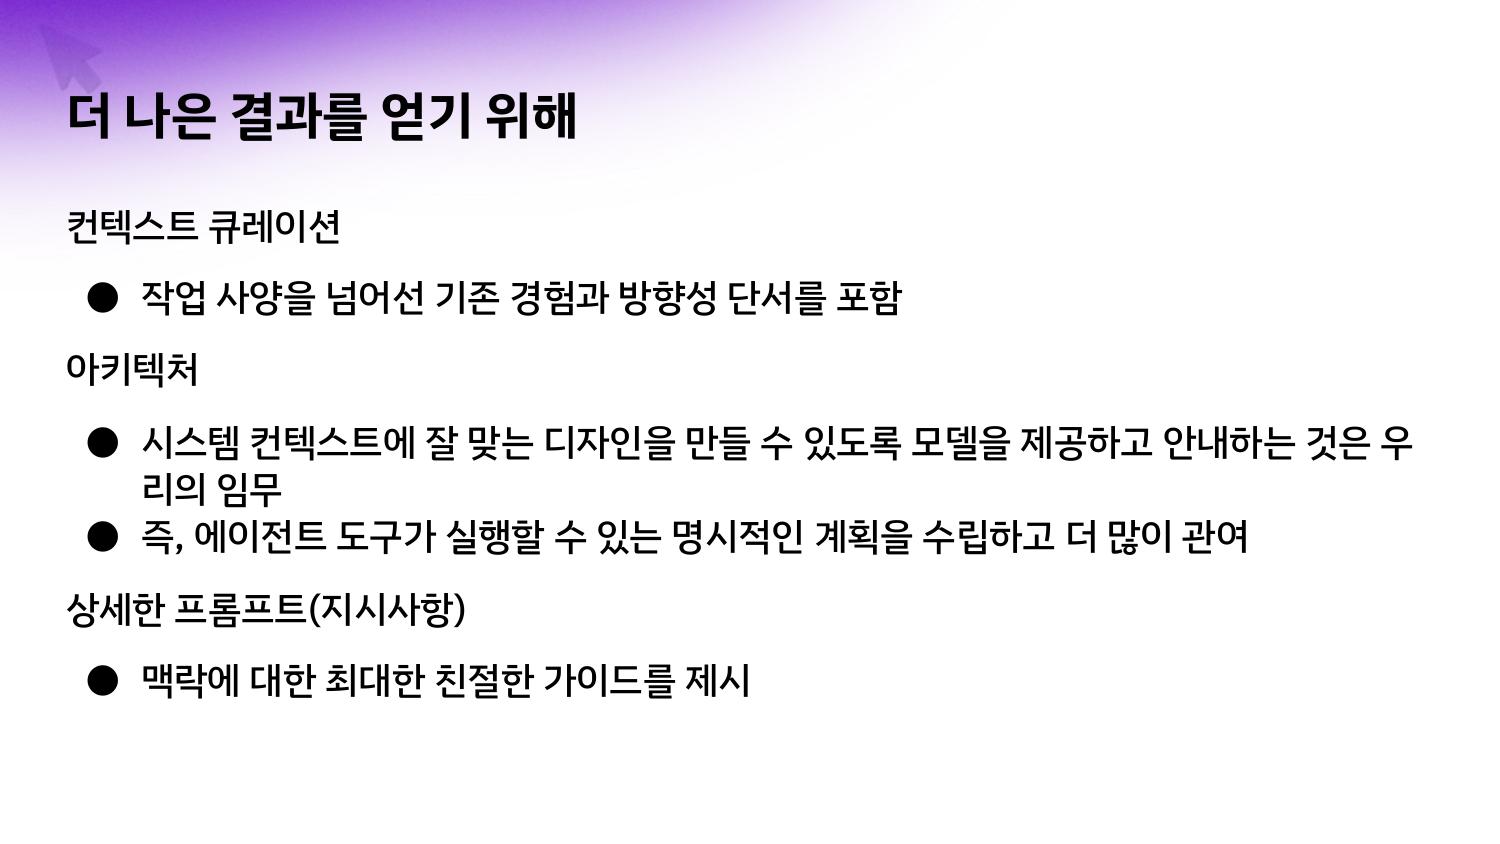 더 나은 결과를 얻기 위해
컨텍스트 큐레이션
● 작업 사양을 넘어선 기존 경험과 방향성 단서를 포함
아키텍처
● 시스템 컨텍스트에 잘 맞는 디자인을 만들 수 있도록 모델을 제공하고 안내하는 것은 우
리의 임무
● 즉, 에이전트 도구가 실행할 수 있는 명시적인 계획을 수립하고 더 많이 관여
상세한 프롬프트(지시사항)
● 맥락에 대한 최대한 친절한 가이드를 제시